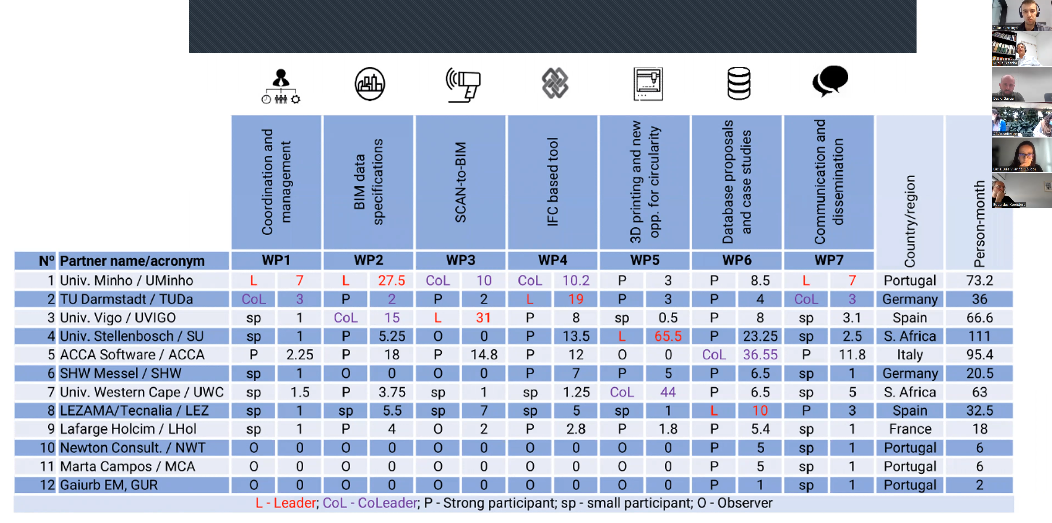 Coordination and management
BIM data specifications
SCAN-to-BIM
IFC based tool
3D printing and new opp. for circularity
Database proposals and case studies
Communication and dissemination
Country/region
Person-month
Nº Partner name/acronym WP1 WP2 WP3 WP4 WP5 WP6 WP7
1 Univ. Minho / UMinho L 7 L 27.5 CoL 10 CoL 10.2 P 3 P 8.5 L 7 Portugal 73.2
2 TU Darmstadt / TUDa CoL 3 P 2 P 2 L 19 P 3 P 4 CoL 3 Germany 36
3 Univ. Vigo / UVIGO sp 1 CoL 15 L 31 P 8 sp 0.5 P 8 sp 3.1 Spain 66.6
4 Univ. Stellenbosch / SU sp 1 P 5.25 O 0 P 13.5 L 65.5 P 23.25 sp 2.5 S. Africa 111
5 ACCA Software / ACCA P 2.25 P 18 P 14.8 P 12 O 0 CoL 36.55 P 11.8 Italy 95.4
6 SHW Messel / SHW sp 1 O 0 O 0 P 7 P 5 P 6.5 sp 1 Germany 20.5
7 Univ. Western Cape / UWC sp 1.5 P 3.75 sp 1 sp 1.25 CoL 44 P 6.5 sp 5 S. Africa 63
8 LEZAMA/Tecnalia / LEZ sp 1 sp 5.5 sp 7 sp 5 sp 1 L 10 P 3 Spain 32.5
9 Lafarge Holcim / LHol sp 1 P 4 O 2 P 2.8 P 1.8 P 5.4 sp 1 France 18
10 Newton Consult. / NWT O 0 O 0 O 0 O 0 O 0 P 5 sp 1 Portugal 6
11 Marta Campos / MCA O 0 O 0 O 0 O 0 O 0 P 5 sp 1 Portugal 6
12 Gaiurb EM, GUR O 0 O 0 O 0 O 0 O 0 P 1 sp 1 Portugal 2
L - Leader; CoL - CoLeader; P - Strong participant; sp - small participant; O - Observer